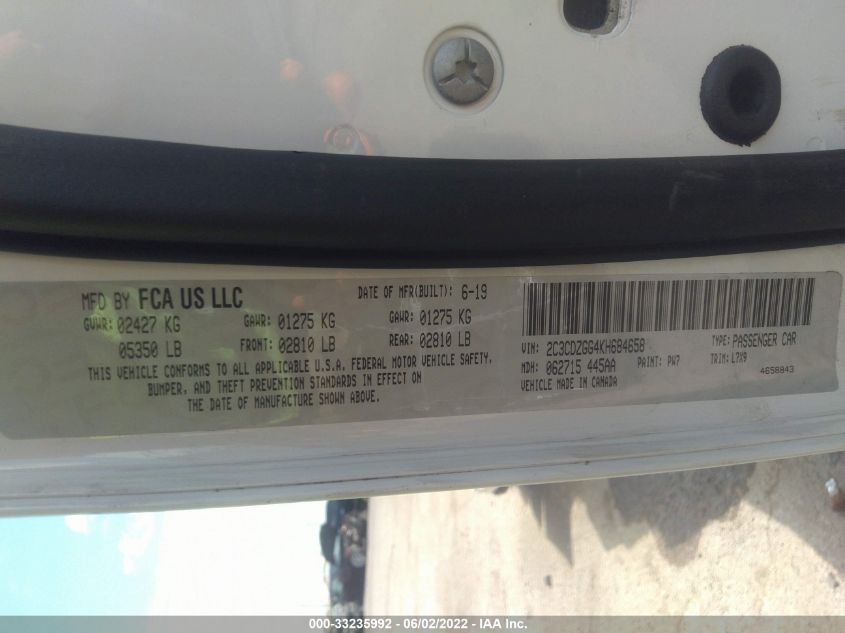 MFD BY FCA US LLC
DATE OF MFR(BUILT): 6-19
GVWR: 02427 KG
GAWR: 01275 KG
GAWR: 01275 KG
05350 LB
FRONT: 02810 LB
REAR: 02810 LB
THIS VEHICLE CONFORMS TO ALL APPLICABLE U.S.A. FEDERAL MOTOR VEHICLE SAFETY,
BUMPER, AND THEFT PREVENTION STANDARDS IN EFFECT ON
THE DATE OF MANUFACTURE SHOWN ABOVE.
VIN: 2C3CDZGG4KH684658
TYPE: PASSENGER CAR
MDH: 062715 445AA
PAINT: PW7
TRIM: L7X9
VEHICLE MADE IN CANADA
4658843
000-33235992 - 06/02/2022 - IAA Inc.